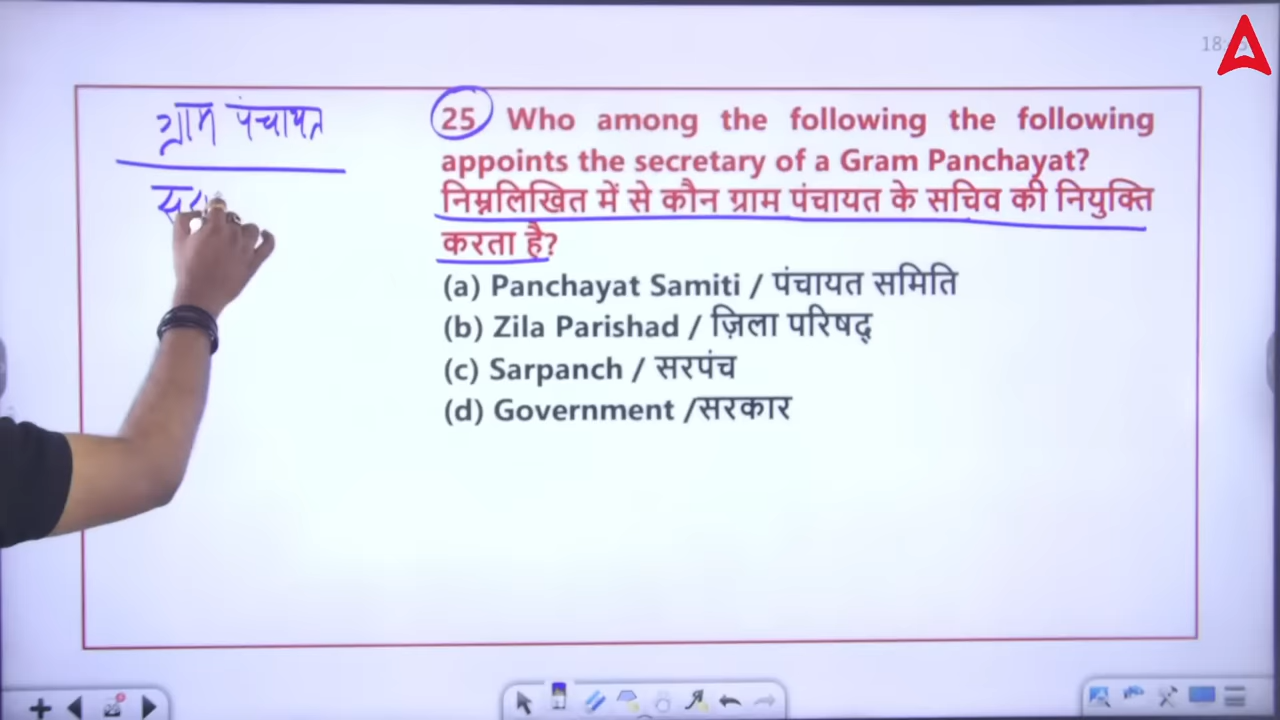 ग्राम पंचायत
25 Who among the following the following
appoints the secretary of a Gram Panchayat?
निम्नलिखित में से कौन ग्राम पंचायत के सचिव की नियुक्ति
करता है?
(a) Panchayat Samiti / पंचायत समिति
(b) Zila Parishad / ज़िला परिषद्
(c) Sarpanch / सरपंच
(d) Government /सरकार